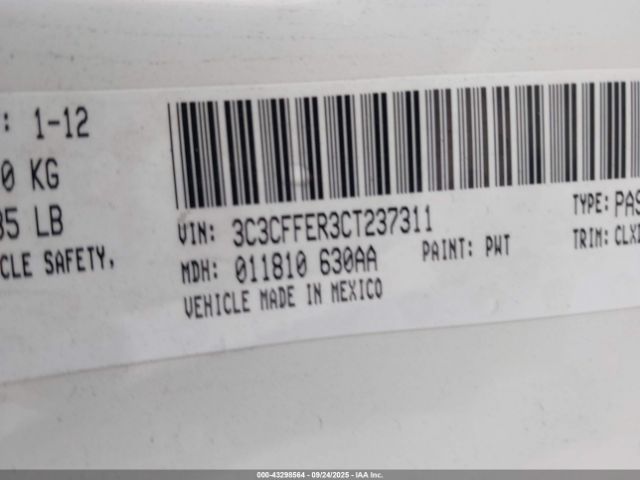 : 1-12
0 KG
35 LB
CLE SAFETY,
VIN: 3C3CFFER3CT237311
MDH: 011810 630AA
PAINT: PWT
VEHICLE MADE IN MEXICO
TYPE: PAS
TRIM: CLX
000-43298564 - 09/24/2025 - IAA Inc.